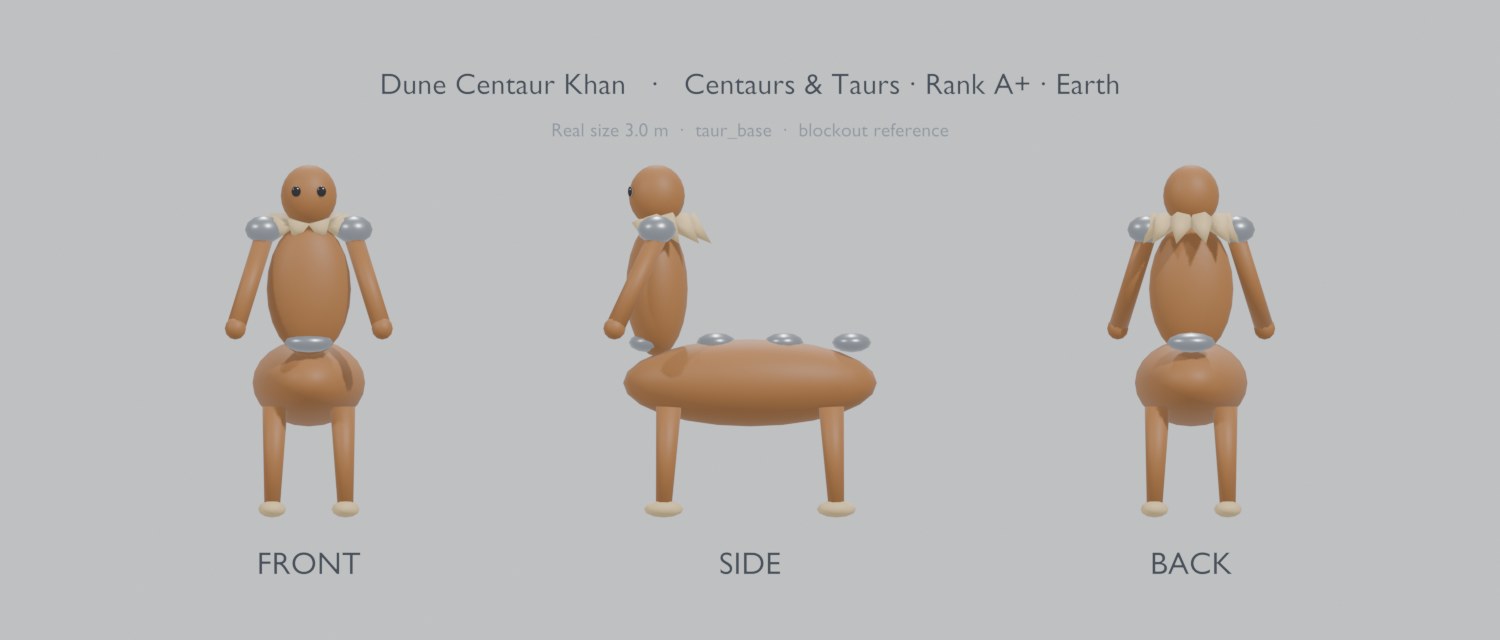 Dune Centaur Khan · Centaurs & Taurs · Rank A+ · Earth
Real size 3.0 m · taur_base · blockout reference
FRONT SIDE BACK